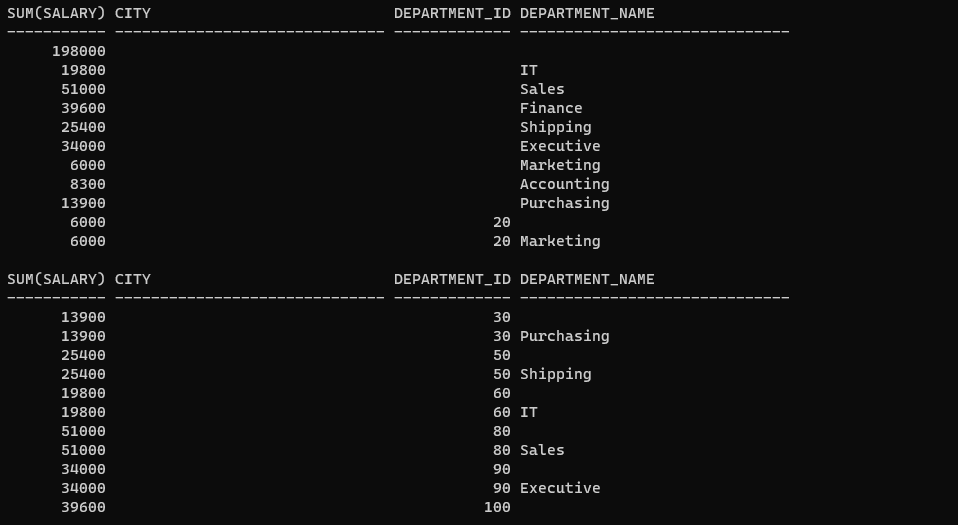 SUM(SALARY) CITY                           DEPARTMENT_ID DEPARTMENT_NAME
----------- ------------------------------ ------------- ------------------------------
     198000
      19800                                              IT
      51000                                              Sales
      39600                                              Finance
      25400                                              Shipping
      34000                                              Executive
       6000                                              Marketing
       8300                                              Accounting
      13900                                              Purchasing
       6000                                           20
       6000                                           20 Marketing

SUM(SALARY) CITY                           DEPARTMENT_ID DEPARTMENT_NAME
----------- ------------------------------ ------------- ------------------------------
      13900                                           30
      13900                                           30 Purchasing
      25400                                           50
      25400                                           50 Shipping
      19800                                           60
      19800                                           60 IT
      51000                                           80
      51000                                           80 Sales
      34000                                           90
      34000                                           90 Executive
      39600                                          100